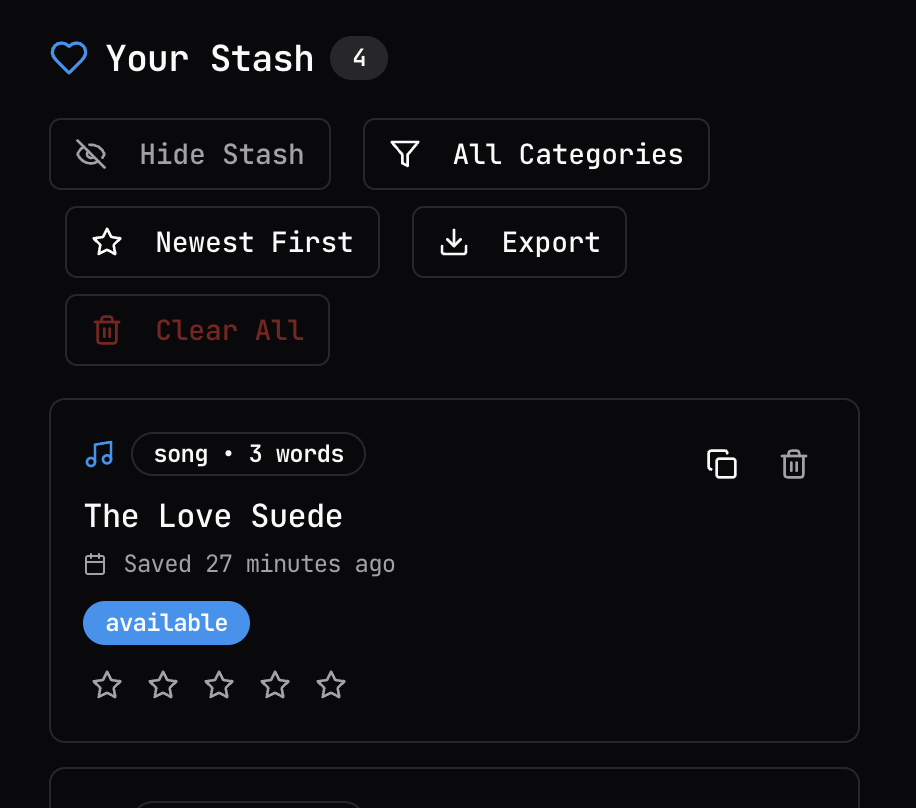 Your Stash 4
Hide Stash All Categories
Newest First Export
Clear All
song • 3 words
The Love Suede
Saved 27 minutes ago
available